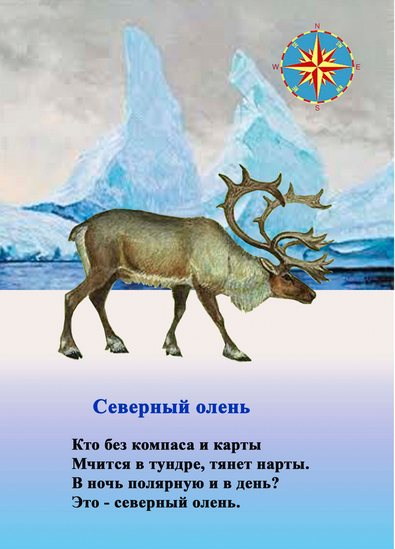 N
W E
S
Северный олень
Кто без компаса и карты
Мчится в тундре, тянет нарты.
В ночь полярную и в день?
Это - северный олень.